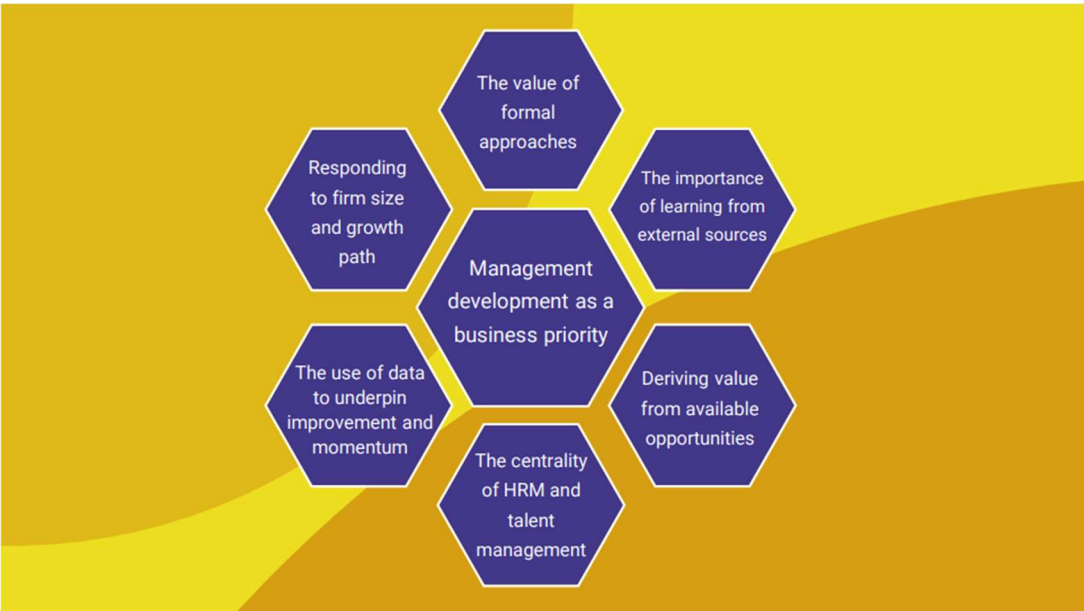 The value of
formal
approaches
Responding
to firm size
and growth
path
The importance
of learning from
external sources
Management
development as a
business priority
The use of data
to underpin
improvement and
momentum
Deriving value
from available
opportunities
The centrality
of HRM and
talent
management